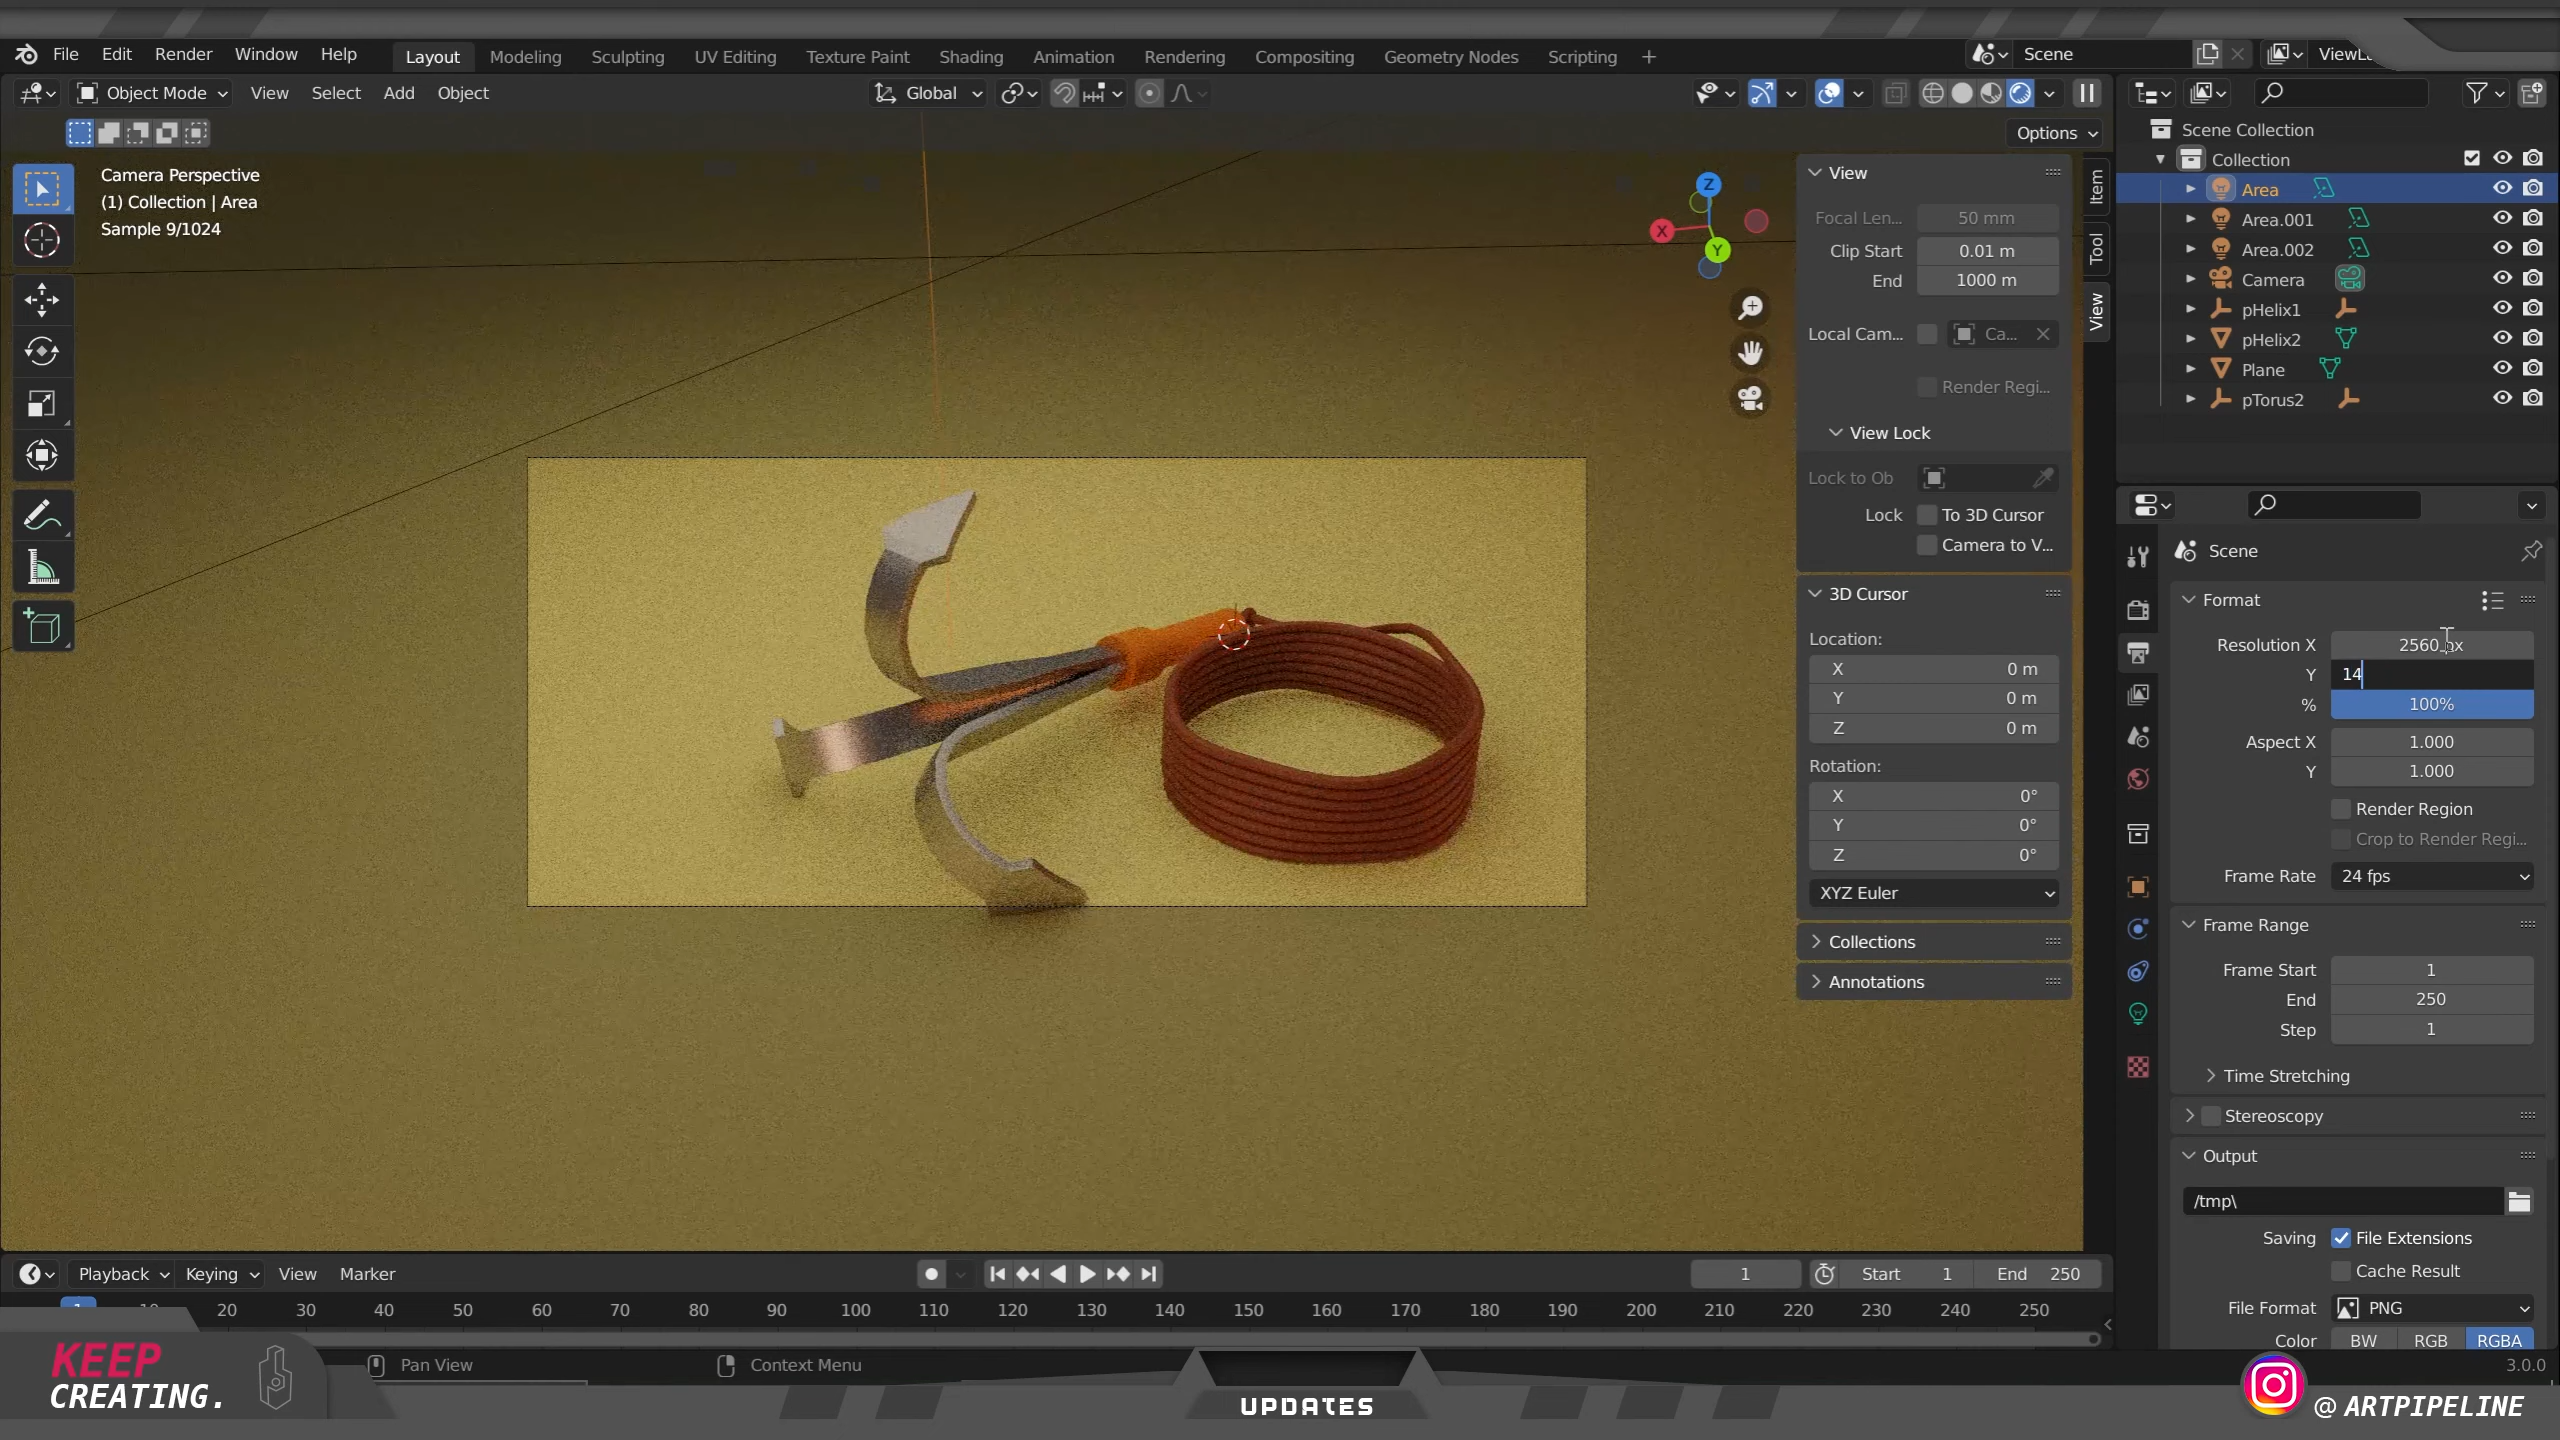 File Edit Render Window Help Layout Modeling Sculpting UV Editing Texture Paint Shading Animation Rendering Compositing Geometry Nodes Scripting + Scene
Object Mode View Select Add Object Global
Options
Camera Perspective
(1) Collection | Area
Sample 9/1024
X Y Z
View
Focal Len... 50 mm
Clip Start 0.01 m
End 1000 m
Local Cam... Ca...
Render Regi...
View Lock
Lock to Ob
Lock To 3D Cursor
Camera to V...
3D Cursor
Location:
X 0 m
Y 0 m
Z 0 m
Rotation:
X 0°
Y 0°
Z 0°
XYZ Euler
Collections
Annotations
Item
Tool
View
Scene Collection
Collection
Area
Area.001
Area.002
Camera
pHelix1
pHelix2
Plane
pTorus2
Scene
Format
Resolution X 2560 px
Y 14
% 100%
Aspect X 1.000
Y 1.000
Render Region
Crop to Render Regi...
Frame Rate 24 fps
Frame Range
Frame Start 1
End 250
Step 1
Time Stretching
Stereoscopy
Output
/tmp\
Saving File Extensions
Cache Result
File Format PNG
Color BW RGB RGBA
Playback Keying View Marker 1 Start 1 End 250
20 30 40 50 60 70 80 90 100 110 120 130 140 150 160 170 180 190 200 210 220 230 240 250
Pan View Context Menu 3.0.0
KEEP
CREATING.
UPDATES
@ ARTPIPELINE